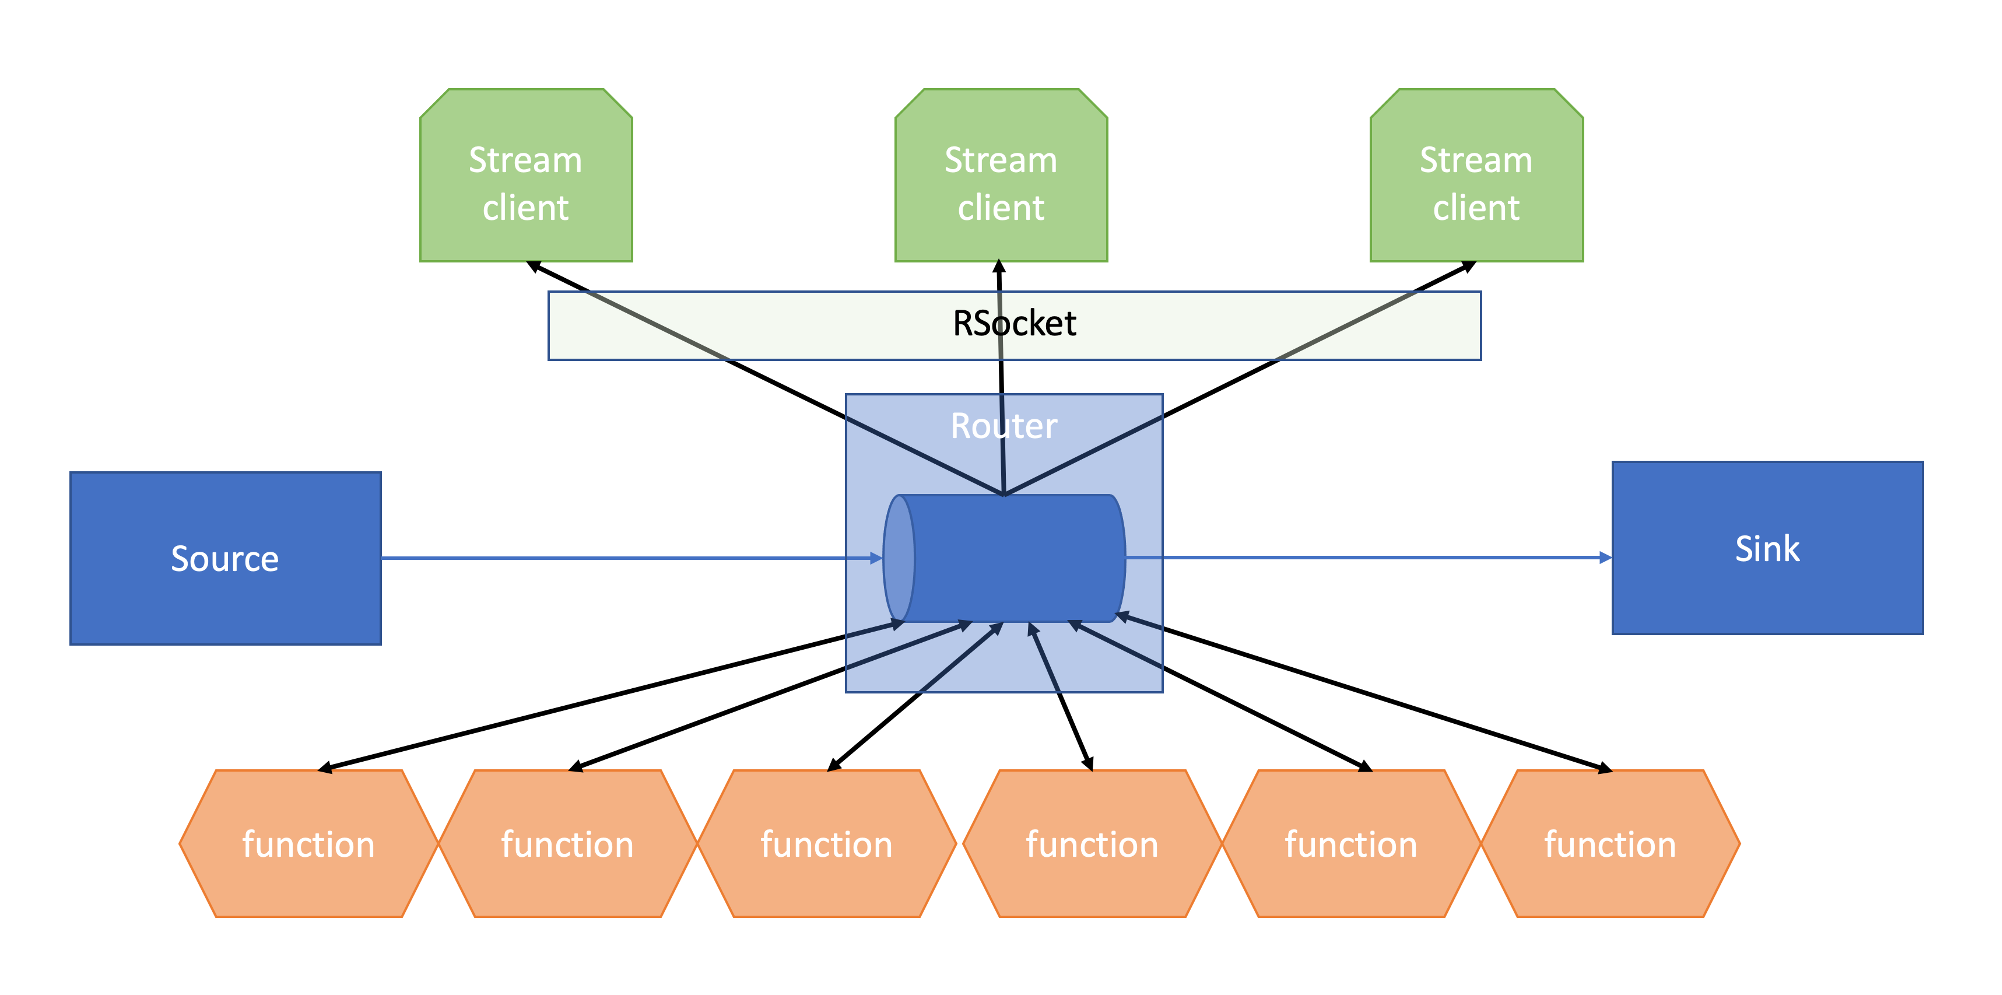 Stream
client
Stream
client
Stream
client
RSocket
Router
Source
Sink
function
function
function
function
function
function